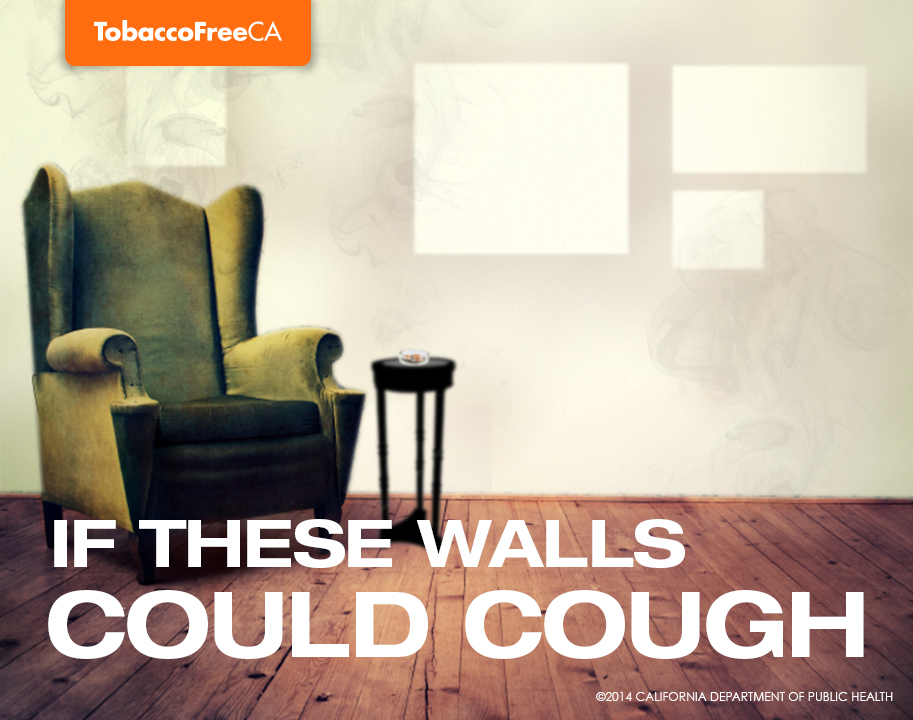 TobaccoFreeCA
IF THESE WALLS
COULD COUGH
©2014 CALIFORNIA DEPARTMENT OF PUBLIC HEALTH